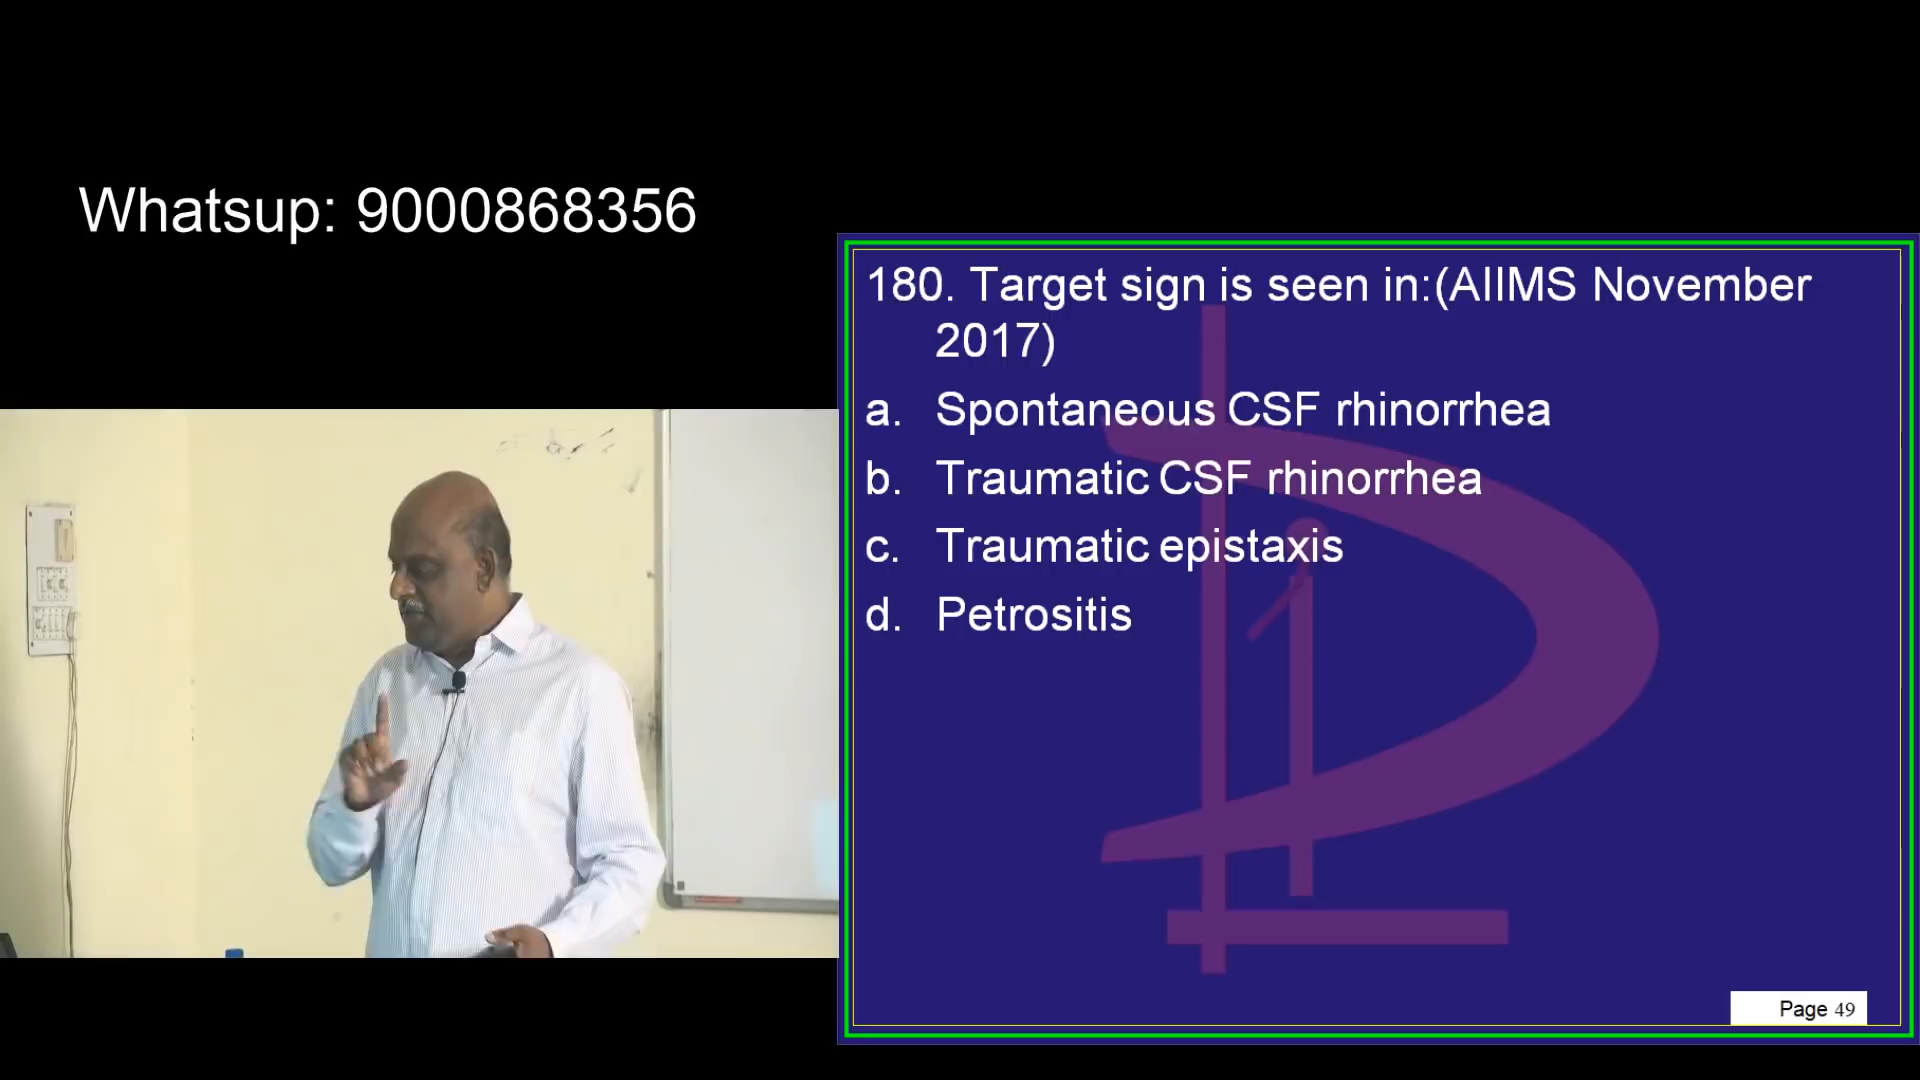 Whatsup: 9000868356
180. Target sign is seen in:(AIIMS November
2017)
a. Spontaneous CSF rhinorrhea
b. Traumatic CSF rhinorrhea
c. Traumatic epistaxis
d. Petrositis
Page 49